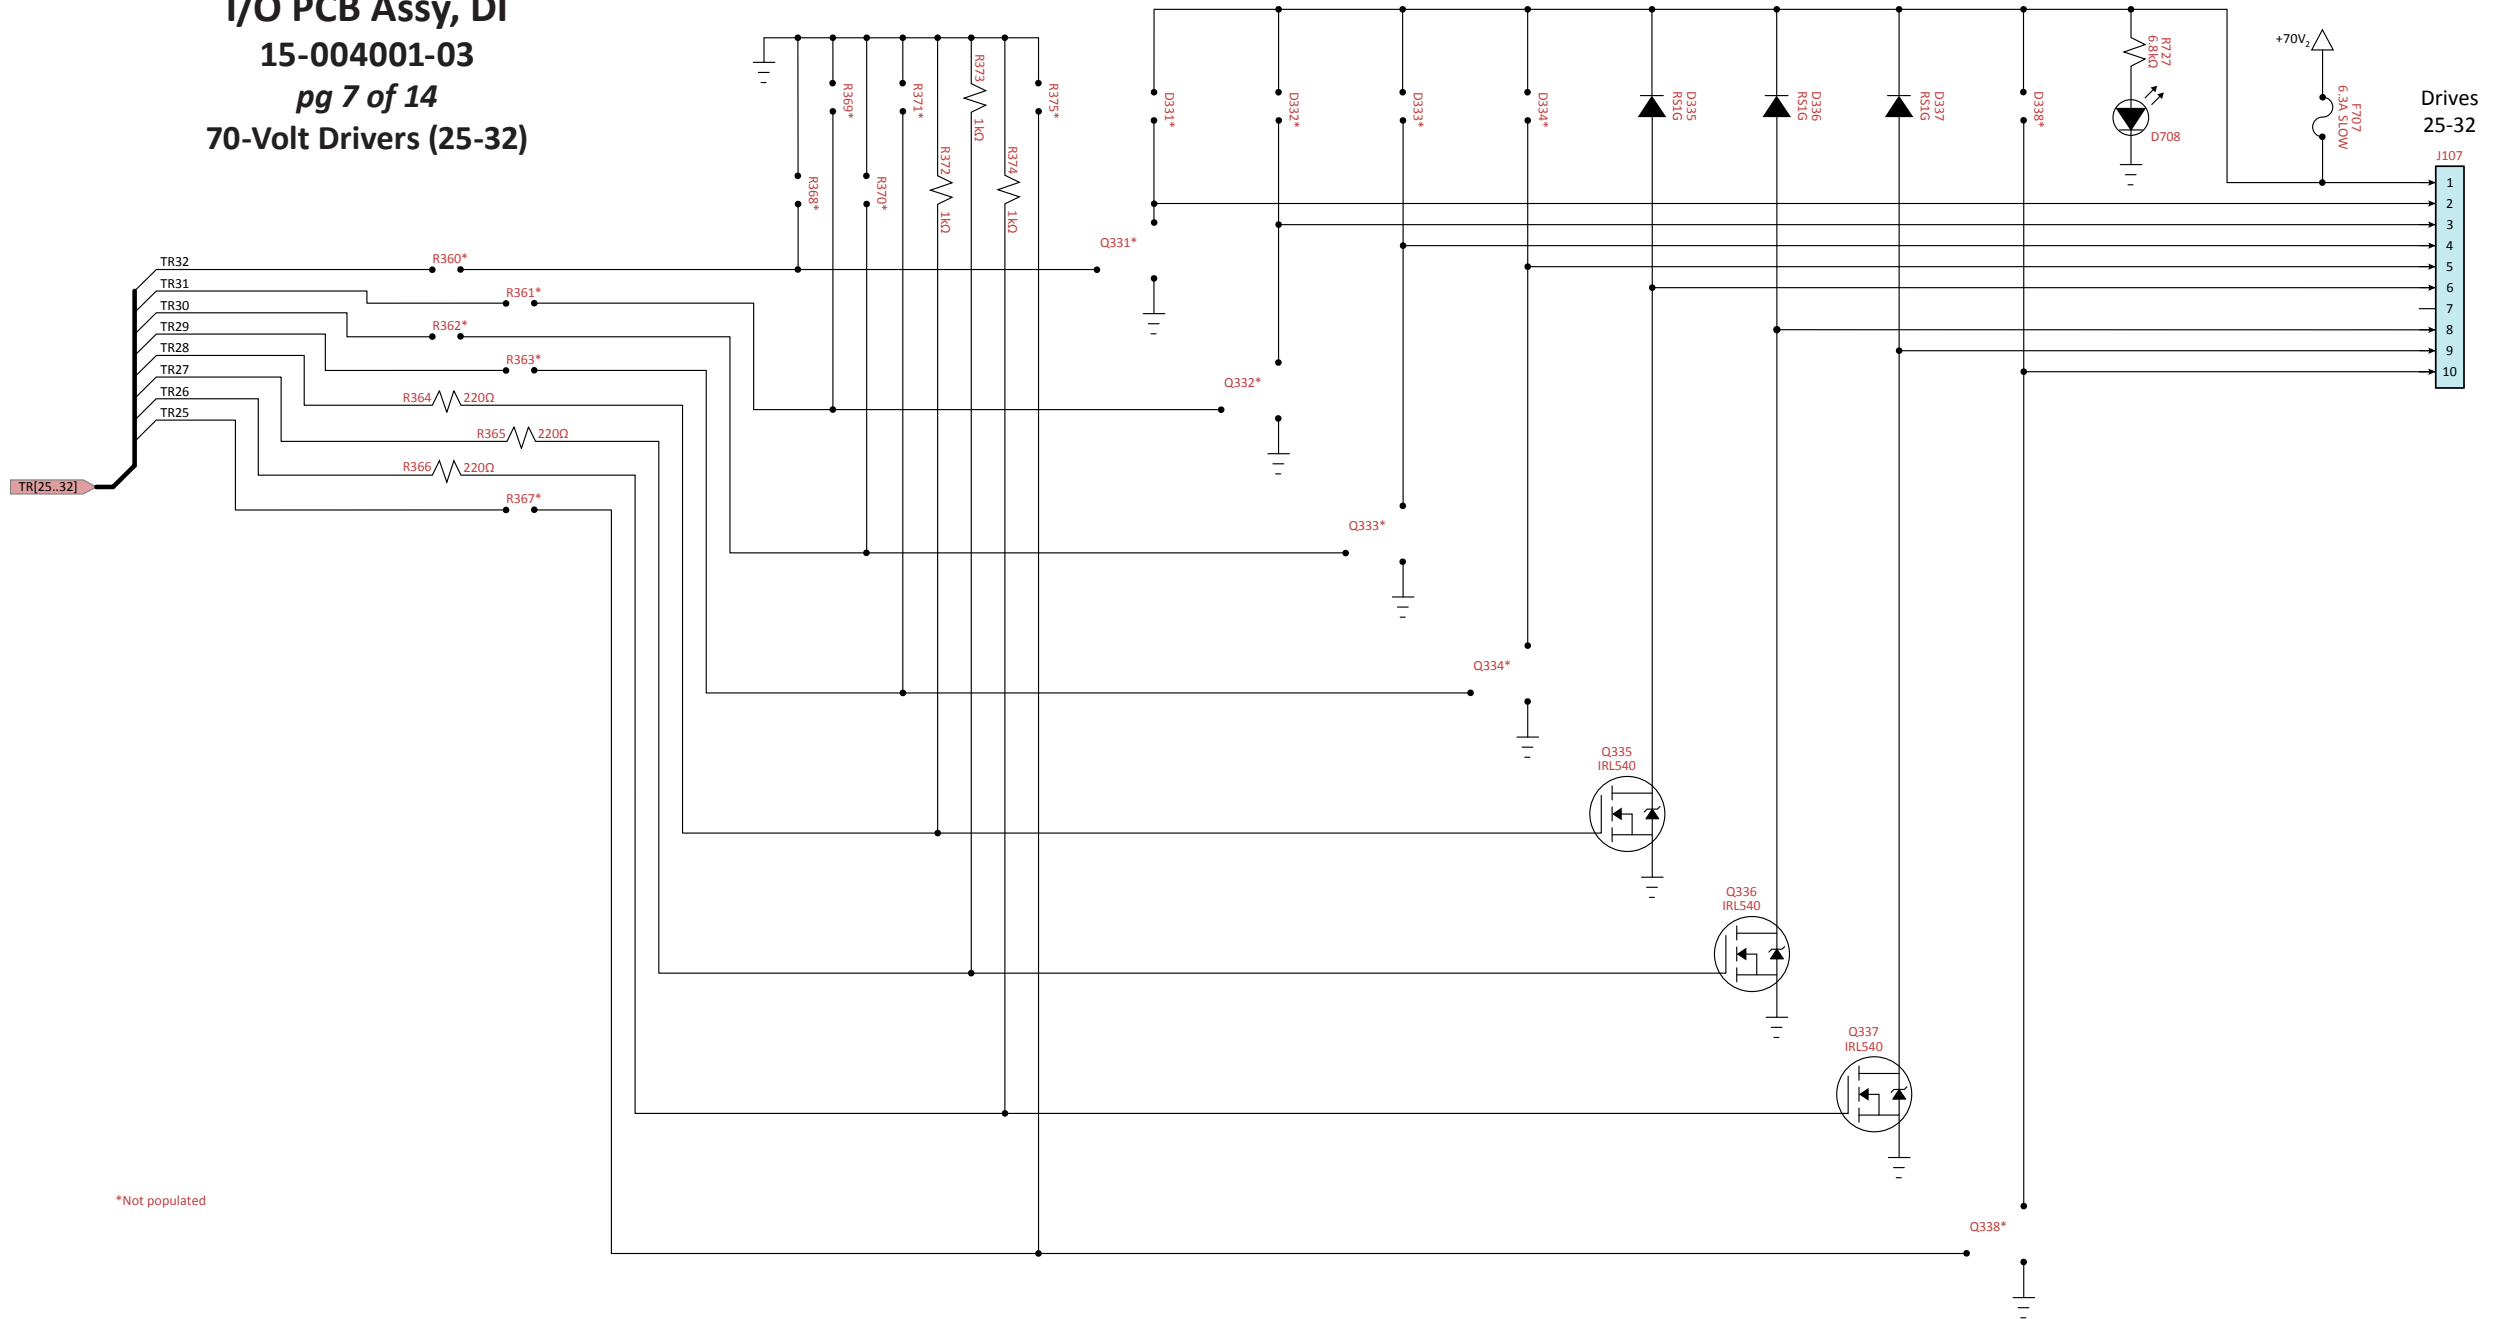 I/O PCB Assy, DI
15-004001-03
pg 7 of 14
70-Volt Drivers (25-32)
R368*
R369*
R370*
R371*
R372
1kΩ
R373
1kΩ
R374
1kΩ
R375*
D331*
D332*
D333*
D334*
D335
RS1G
D336
RS1G
D337
RS1G
D338*
R727
6.8kΩ
D708
+70V2
F707
6.3A SLOW
Drives
25-32
J107
1
2
3
4
5
6
7
8
9
10
TR32
TR31
TR30
TR29
TR28
TR27
TR26
TR25
TR[25..32]
R360*
R361*
R362*
R363*
R364
220Ω
R365
220Ω
R366
220Ω
R367*
Q331*
Q332*
Q333*
Q334*
Q335
IRL540
Q336
IRL540
Q337
IRL540
Q338*
*Not populated